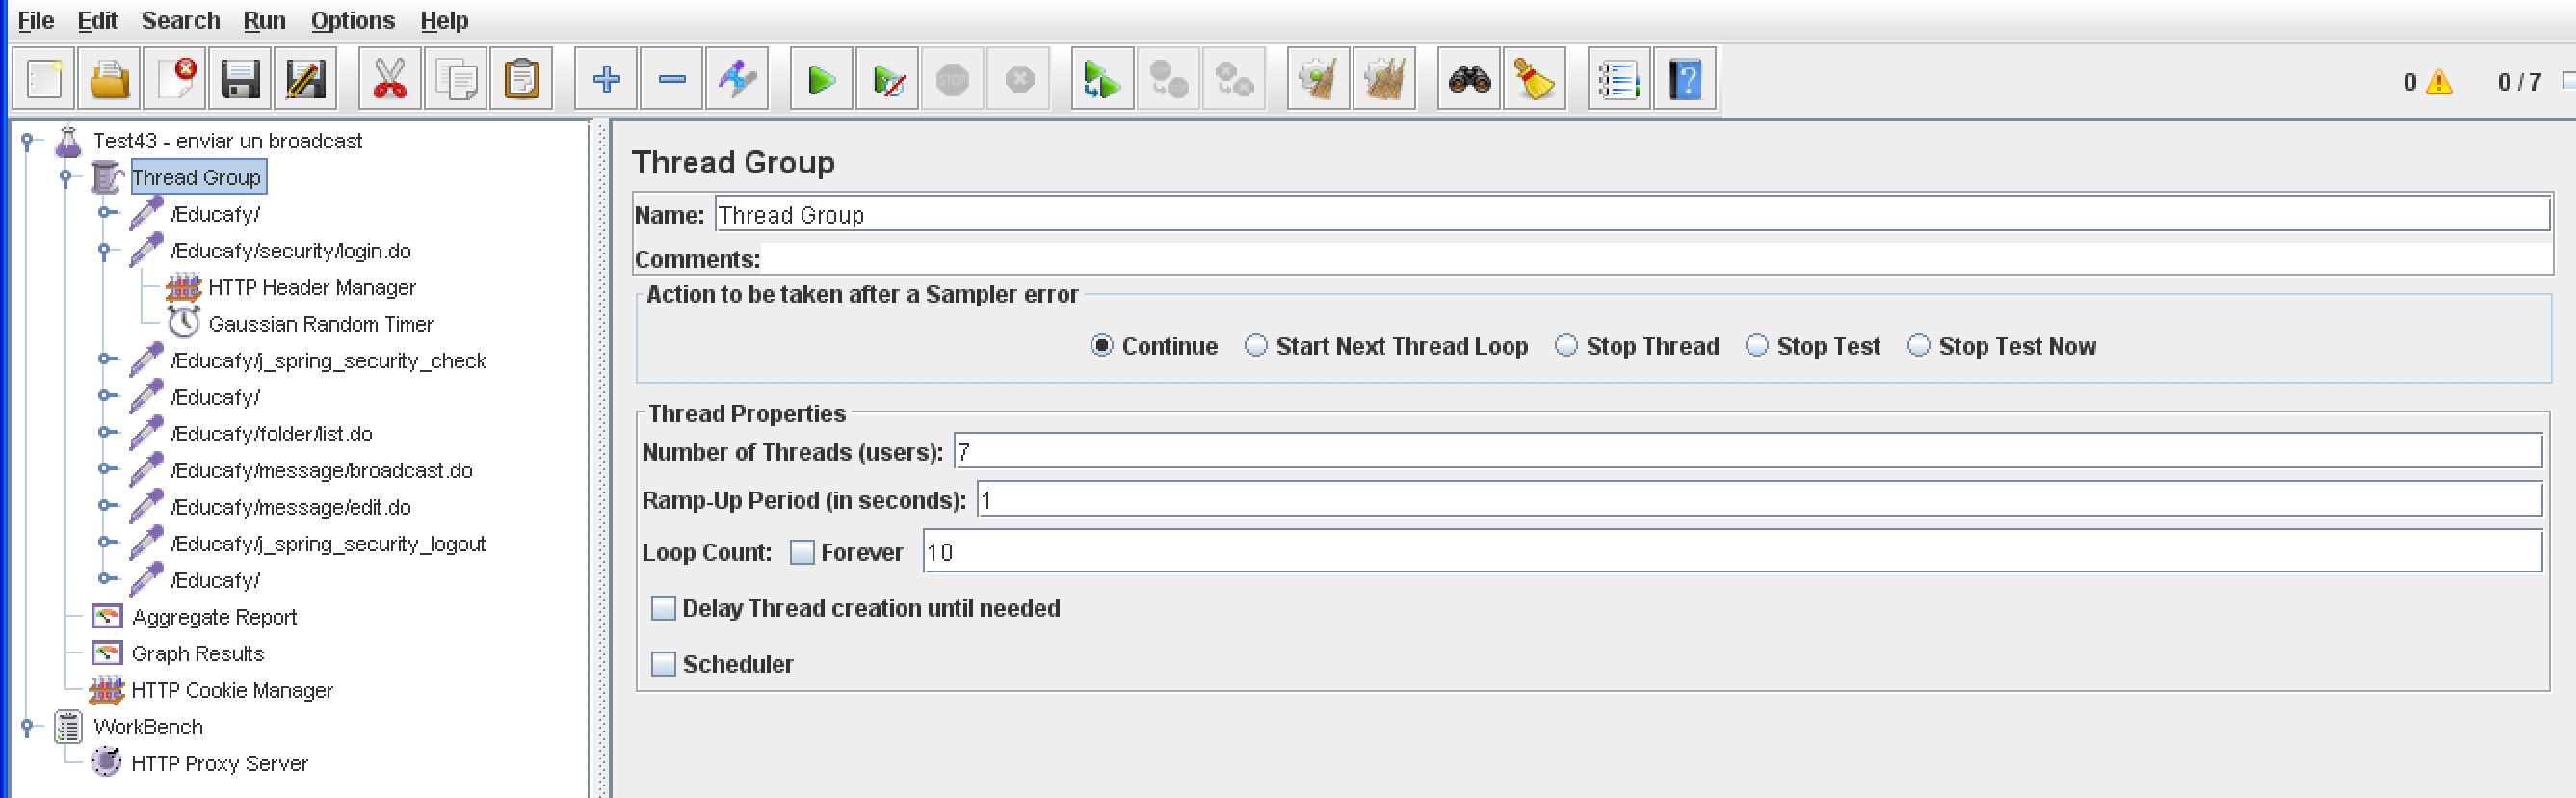 File Edit Search Run Options Help
STOP
0 0 / 7
Test43 - enviar un broadcast
Thread Group
/Educafy/
/Educafy/security/login.do
HTTP Header Manager
Gaussian Random Timer
/Educafy/j_spring_security_check
/Educafy/
/Educafy/folder/list.do
/Educafy/message/broadcast.do
/Educafy/message/edit.do
/Educafy/j_spring_security_logout
/Educafy/
Aggregate Report
Graph Results
HTTP Cookie Manager
WorkBench
HTTP Proxy Server
Thread Group
Name: Thread Group
Comments:
Action to be taken after a Sampler error
Continue Start Next Thread Loop Stop Thread Stop Test Stop Test Now
Thread Properties
Number of Threads (users): 7
Ramp-Up Period (in seconds): 1
Loop Count: Forever 10
Delay Thread creation until needed
Scheduler